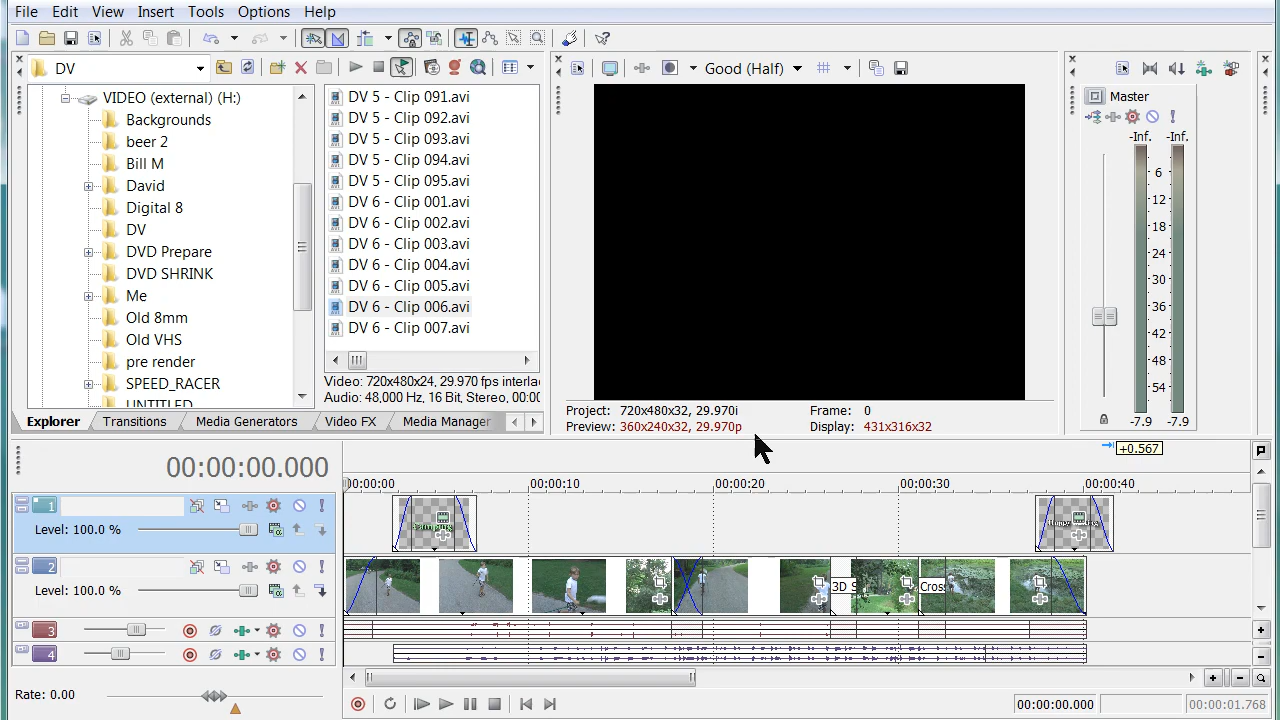 File Edit View Insert Tools Options Help
DV
Good (Half)
VIDEO (external) (H:)
Backgrounds
beer 2
Bill M
David
Digital 8
DV
DVD Prepare
DVD SHRINK
Me
Old 8mm
Old VHS
pre render
SPEED_RACER
UNTITLED
DV 5 - Clip 091.avi
DV 5 - Clip 092.avi
DV 5 - Clip 093.avi
DV 5 - Clip 094.avi
DV 5 - Clip 095.avi
DV 6 - Clip 001.avi
DV 6 - Clip 002.avi
DV 6 - Clip 003.avi
DV 6 - Clip 004.avi
DV 6 - Clip 005.avi
DV 6 - Clip 006.avi
DV 6 - Clip 007.avi
Video: 720x480x24, 29.970 fps interlac
Audio: 48,000 Hz, 16 Bit, Stereo, 00:00
Explorer Transitions Media Generators Video FX Media Manager
Project: 720x480x32, 29.970i Frame: 0
Preview: 360x240x32, 29.970p Display: 431x316x32
Master
-Inf. -Inf.
6
12
18
24
30
36
42
48
54
-7.9 -7.9
+0.567
00:00:00.000
00:00:00 00:00:10 00:00:20 00:00:30 00:00:40
1
Level: 100.0 %
2
Level: 100.0 %
3D S Cros
3
4
Rate: 0.00
00:00:00.000 00:00:01.768